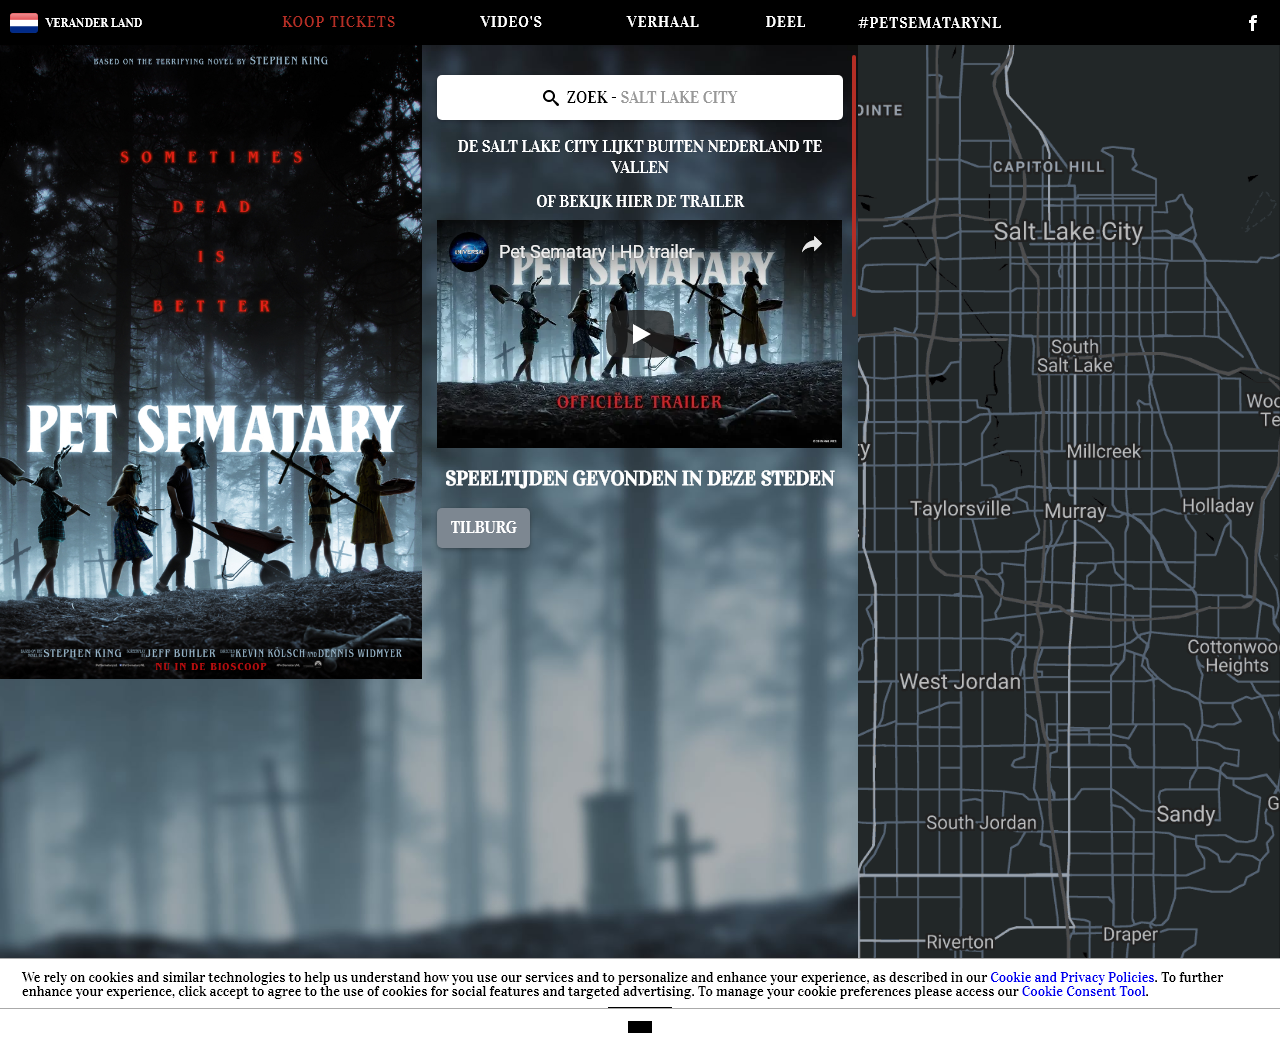 VERANDER LAND
KOOP TICKETS
VIDEO'S
VERHAAL
DEEL
#PETSEMATARYNL
BASED ON THE TERRIFYING NOVEL BY STEPHEN KING
SOMETIMES
DEAD
IS
BETTER
PET SEMATARY
STEPHEN KING JEFF BUHLER KEVIN KÖLSCH AND DENNIS WIDMYER
NU IN DE BIOSCOOP
ZOEK - SALT LAKE CITY
DE SALT LAKE CITY LIJKT BUITEN NEDERLAND TE
VALLEN
OF BEKIJK HIER DE TRAILER
UNIVERSAL
Pet Sematary | HD trailer
PET SEMATARY
OFFICIËLE TRAILER
SPEELTIJDEN GEVONDEN IN DEZE STEDEN
TILBURG
OINTE
CAPITOL HILL
Salt Lake City
South
Salt Lake
Woo
Te
ty
Millcreek
Taylorsville
Murray
Holladay
Cottonwoo
Heights
West Jordan
G
Sandy
South Jordan
Riverton
Draper
We rely on cookies and similar technologies to help us understand how you use our services and to personalize and enhance your experience, as described in our Cookie and Privacy Policies. To further
enhance your experience, click accept to agree to the use of cookies for social features and targeted advertising. To manage your cookie preferences please access our Cookie Consent Tool.